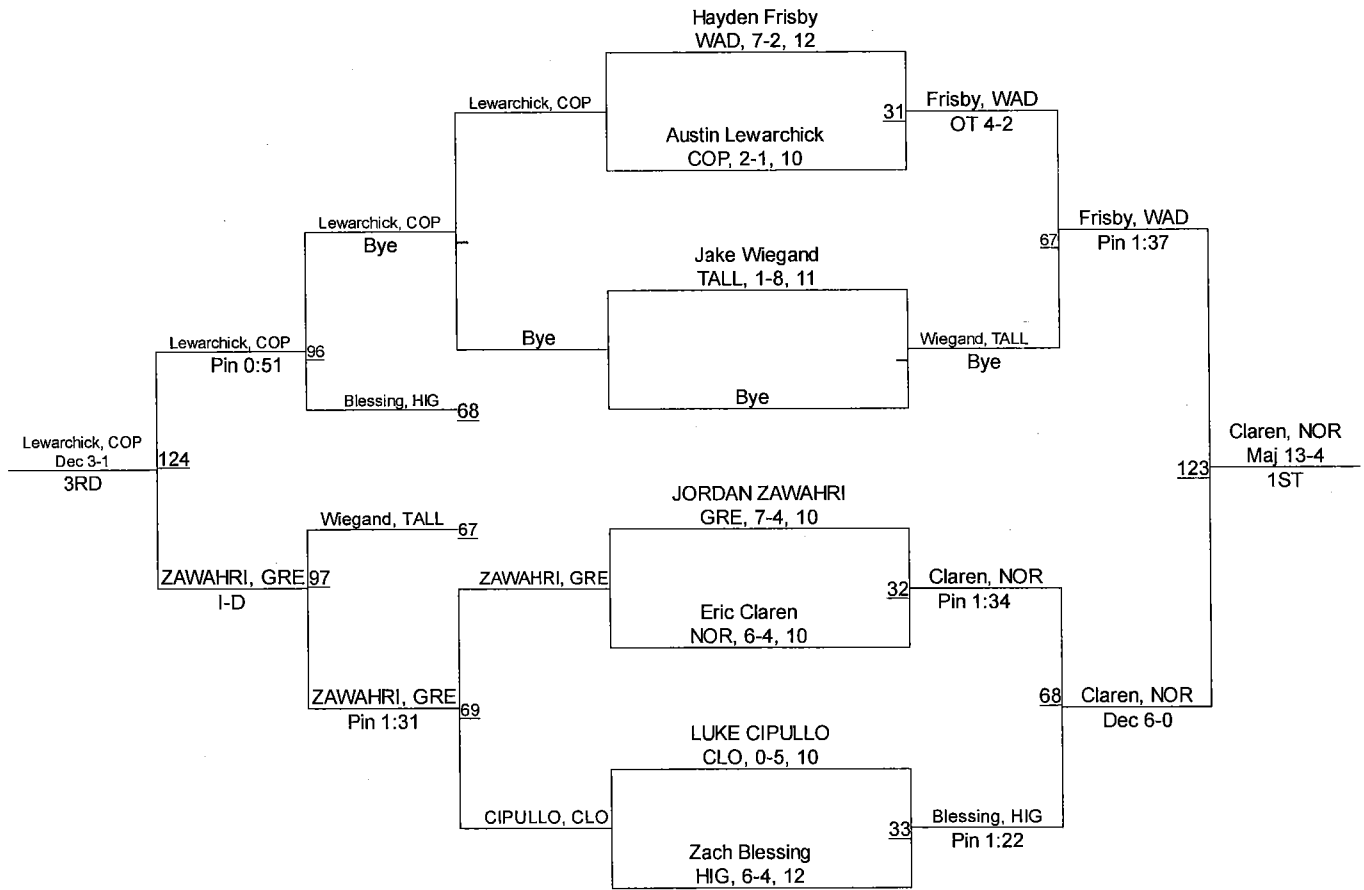 Hayden Frisby
WAD, 7-2, 12
Lewarchick, COP
31
Frisby, WAD
OT 4-2
Austin Lewarchick
COP, 2-1, 10
Lewarchick, COP
Bye
Frisby, WAD
Pin 1:37
67
Jake Wiegand
TALL, 1-8, 11
Lewarchick, COP
Pin 0:51
96
Bye
Wiegand, TALL
Bye
Blessing, HIG
68
Bye
Lewarchick, COP
Dec 3-1
3RD
124
Claren, NOR
Maj 13-4
1ST
123
JORDAN ZAWAHRI
GRE, 7-4, 10
Wiegand, TALL
67
ZAWAHRI, GRE
I-D
97
ZAWAHRI, GRE
32
Claren, NOR
Pin 1:34
Eric Claren
NOR, 6-4, 10
ZAWAHRI, GRE
Pin 1:31
69
68
Claren, NOR
Dec 6-0
LUKE CIPULLO
CLO, 0-5, 10
CIPULLO, CLO
33
Blessing, HIG
Pin 1:22
Zach Blessing
HIG, 6-4, 12